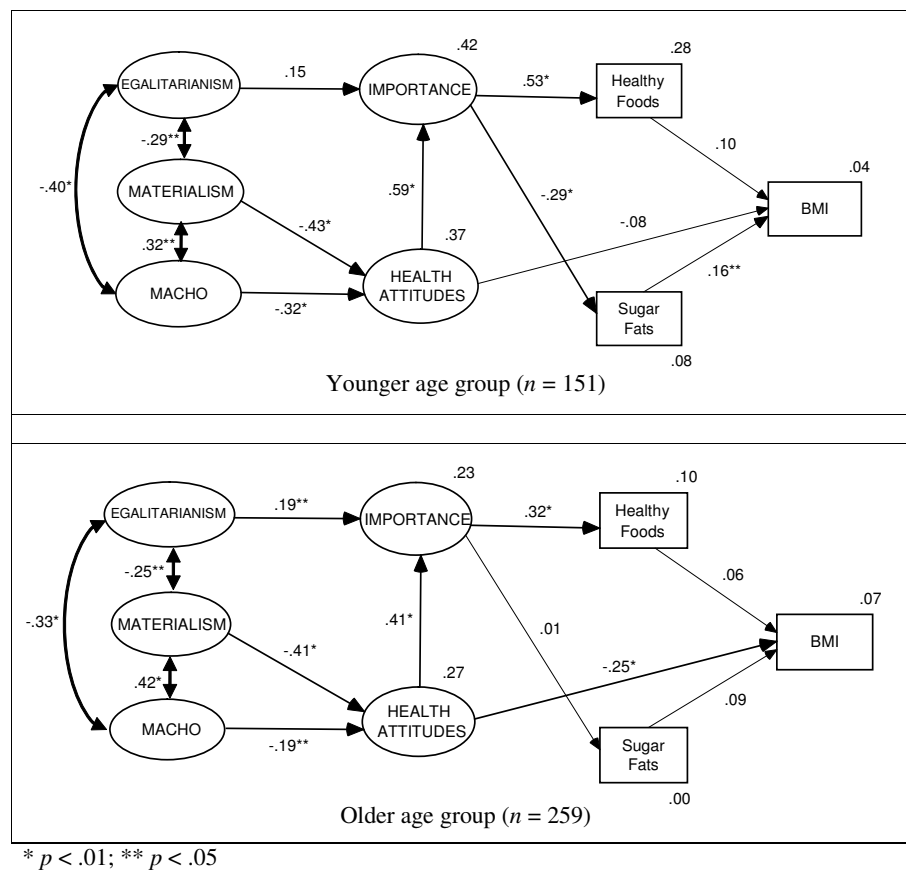 .42
.28
EGALITARIANISM
.15
IMPORTANCE
.53*
Healthy
Foods
-.29**
.10
-.40*
MATERIALISM
.59*
-.29*
.04
BMI
-.43*
-.08
.32**
.37
MACHO
-.32*
HEALTH
ATTITUDES
.16**
Sugar
Fats
.08
Younger age group (n = 151)
.23
.10
EGALITARIANISM
.19**
IMPORTANCE
.32*
Healthy
Foods
-.25**
.06
-.33*
MATERIALISM
.41*
.01
.07
BMI
-.41*
-.25*
.42*
.27
MACHO
-.19**
HEALTH
ATTITUDES
.09
Sugar
Fats
.00
Older age group (n = 259)
* p < .01; ** p < .05